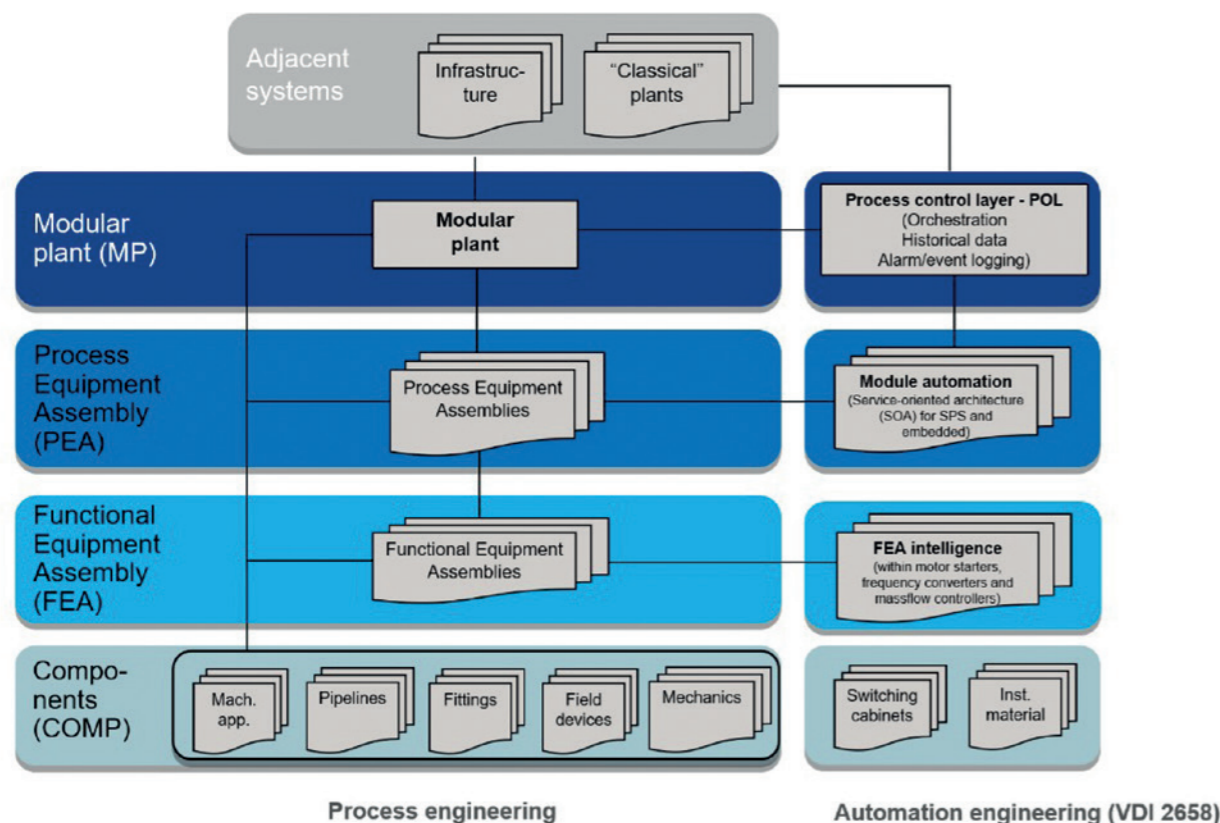 Adjacent
systems
Infrastruc-
ture
“Classical”
plants
Modular
plant (MP)
Modular
plant
Process control layer - POL
(Orchestration
Historical data
Alarm/event logging)
Process
Equipment
Assembly
(PEA)
Process Equipment
Assemblies
Module automation
(Service-oriented architecture
(SOA) for SPS and
embedded)
Functional
Equipment
Assembly
(FEA)
Functional Equipment
Assemblies
FEA intelligence
(within motor starters,
frequency converters and
massflow controllers)
Compo-
nents
(COMP)
Mach.
app.
Pipelines
Fittings
Field
devices
Mechanics
Switching
cabinets
Inst.
material
Process engineering
Automation engineering (VDI 2658)